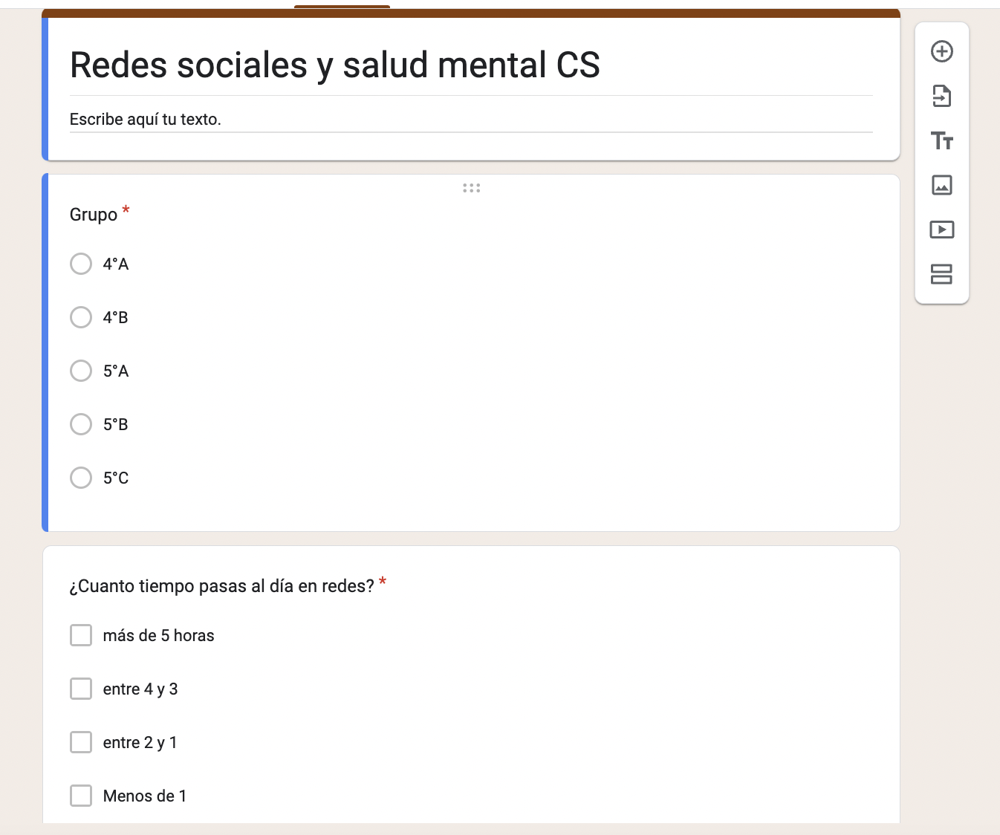 Redes sociales y salud mental CS
Escribe aquí tu texto.
Grupo *
4°A
4°B
5°A
5°B
5°C
¿Cuanto tiempo pasas al día en redes? *
más de 5 horas
entre 4 y 3
entre 2 y 1
Menos de 1